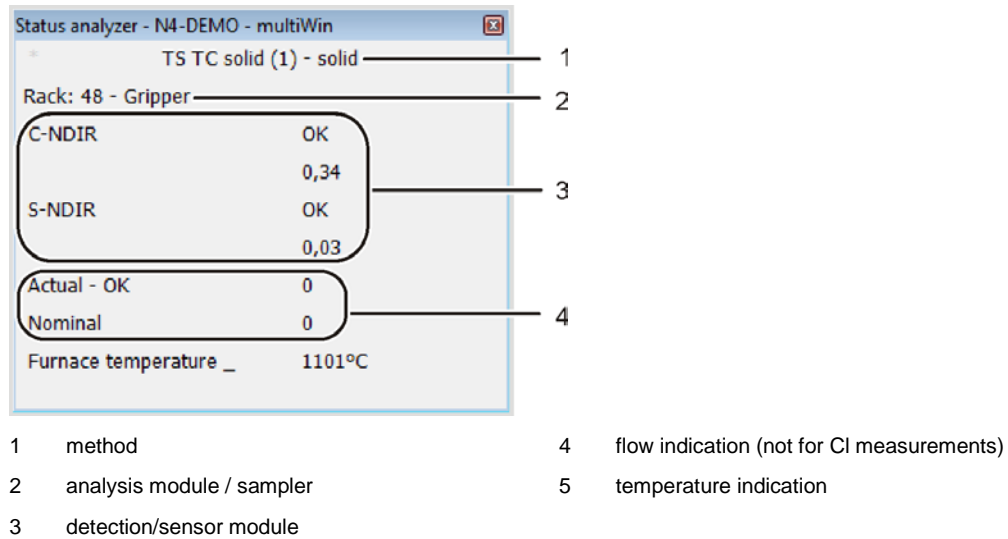 Status analyzer - N4-DEMO - multiWin
* TS TC solid (1) - solid 1
Rack: 48 - Gripper 2
C-NDIR OK
0,34
3
S-NDIR OK
0,03
Actual - OK 0
Nominal 0 4
Furnace temperature _ 1101°C
1 method
2 analysis module / sampler
3 detection/sensor module
4 flow indication (not for Cl measurements)
5 temperature indication